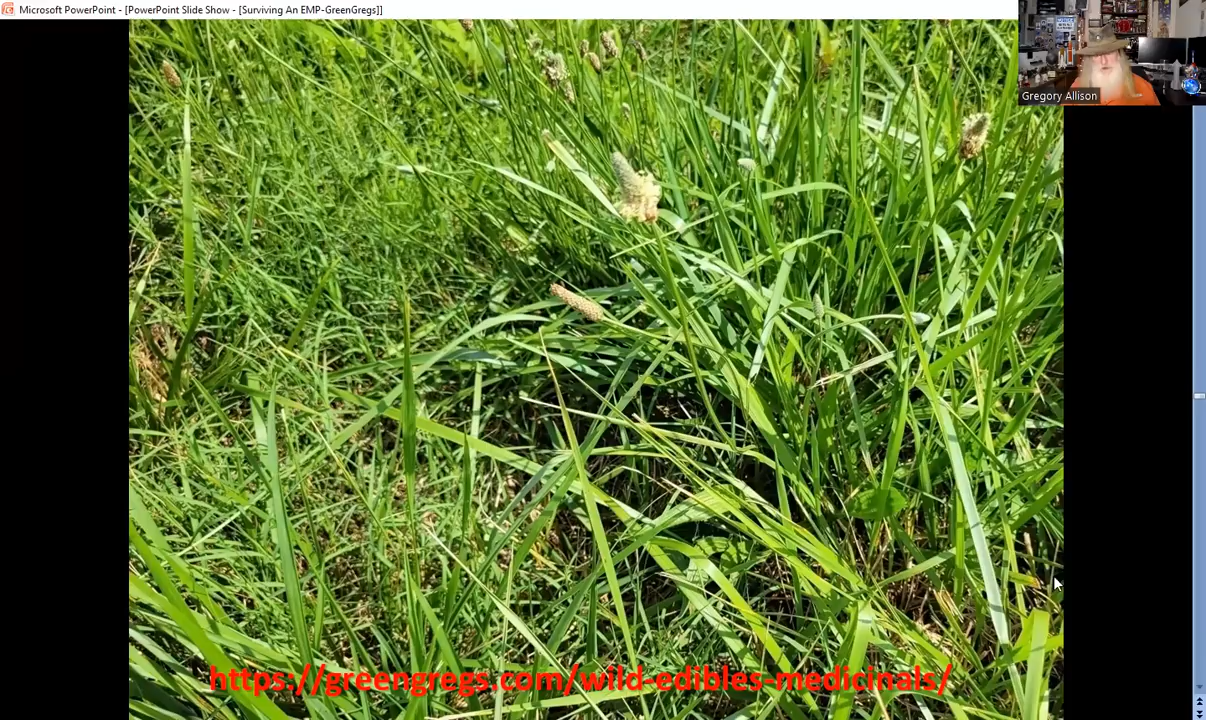 Microsoft PowerPoint - [PowerPoint Slide Show - [Surviving An EMP-GreenGregs]]
Gregory Allison
https://greengregs.com/wild-edibles-medicinals/